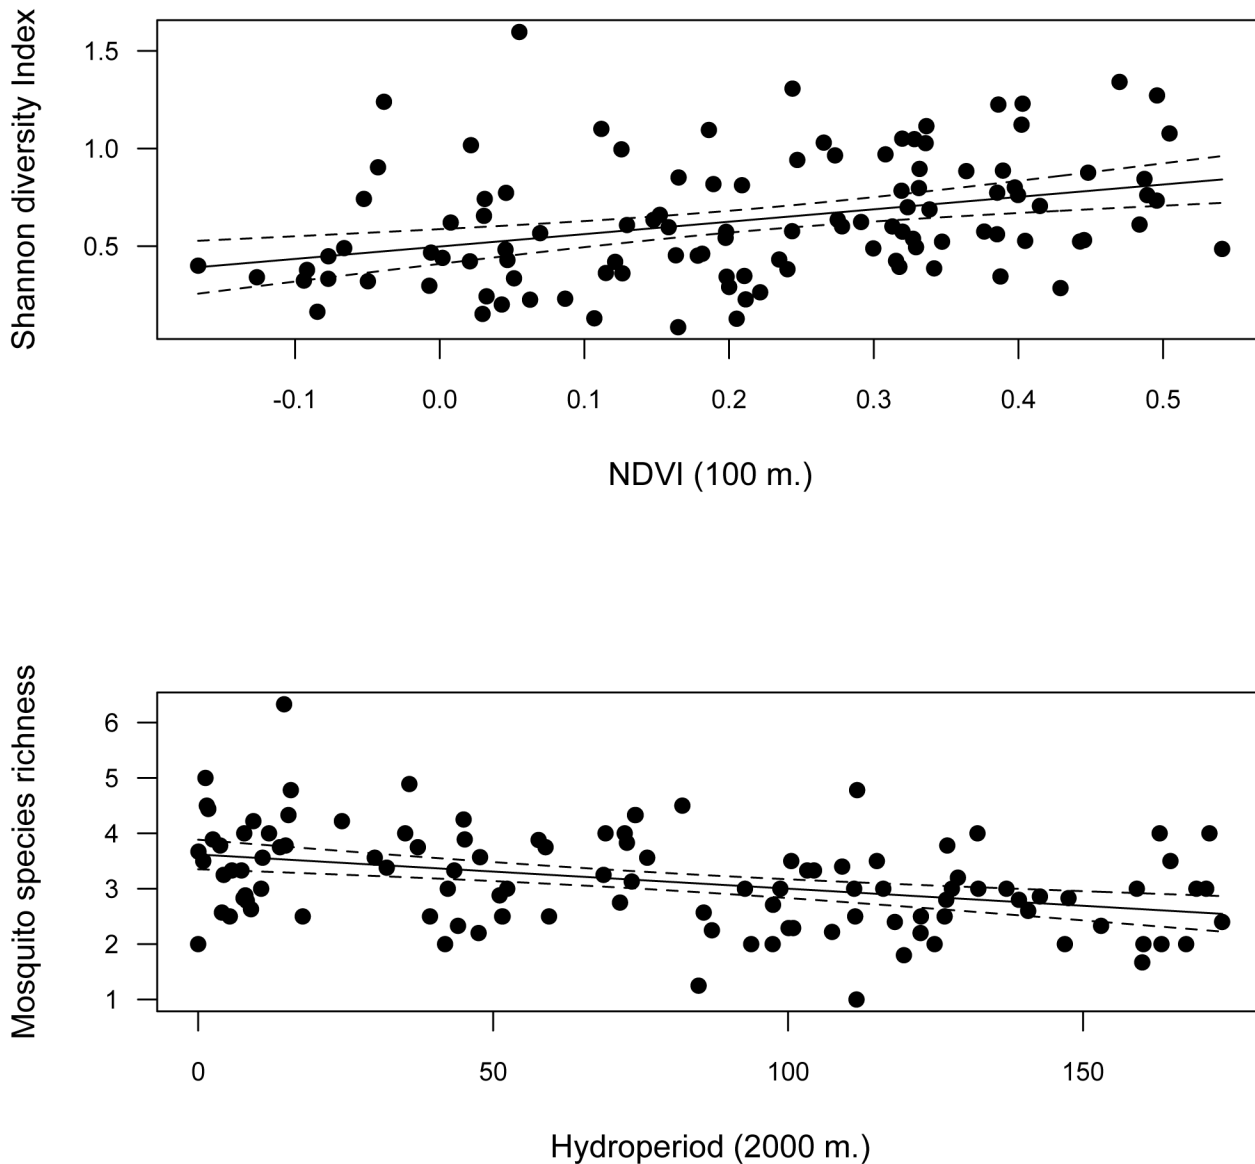 Shannon diversity Index
1.5
1.0
0.5
-0.1 0.0 0.1 0.2 0.3 0.4 0.5
NDVI (100 m.)
Mosquito species richness
6
5
4
3
2
1
0 50 100 150
Hydroperiod (2000 m.)